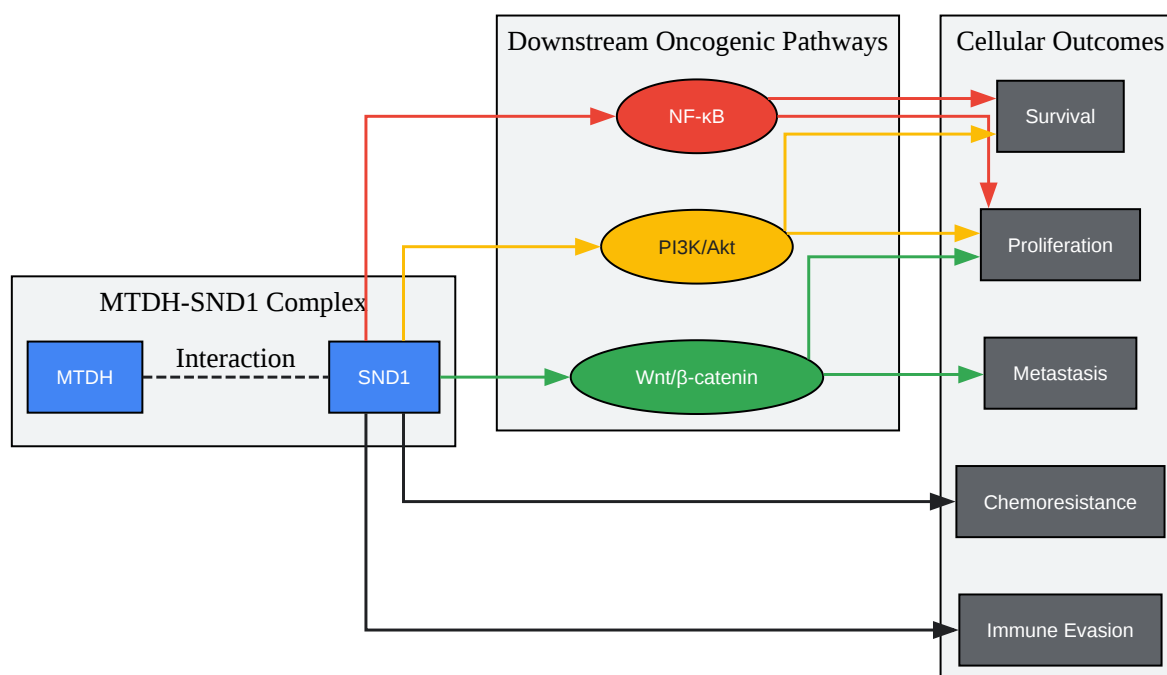 Downstream Oncogenic Pathways
Cellular Outcomes
NF-κB
Survival
PI3K/Akt
Proliferation
MTDH-SND1 Complex
Interaction
MTDH
SND1
Wnt/β-catenin
Metastasis
Chemoresistance
Immune Evasion